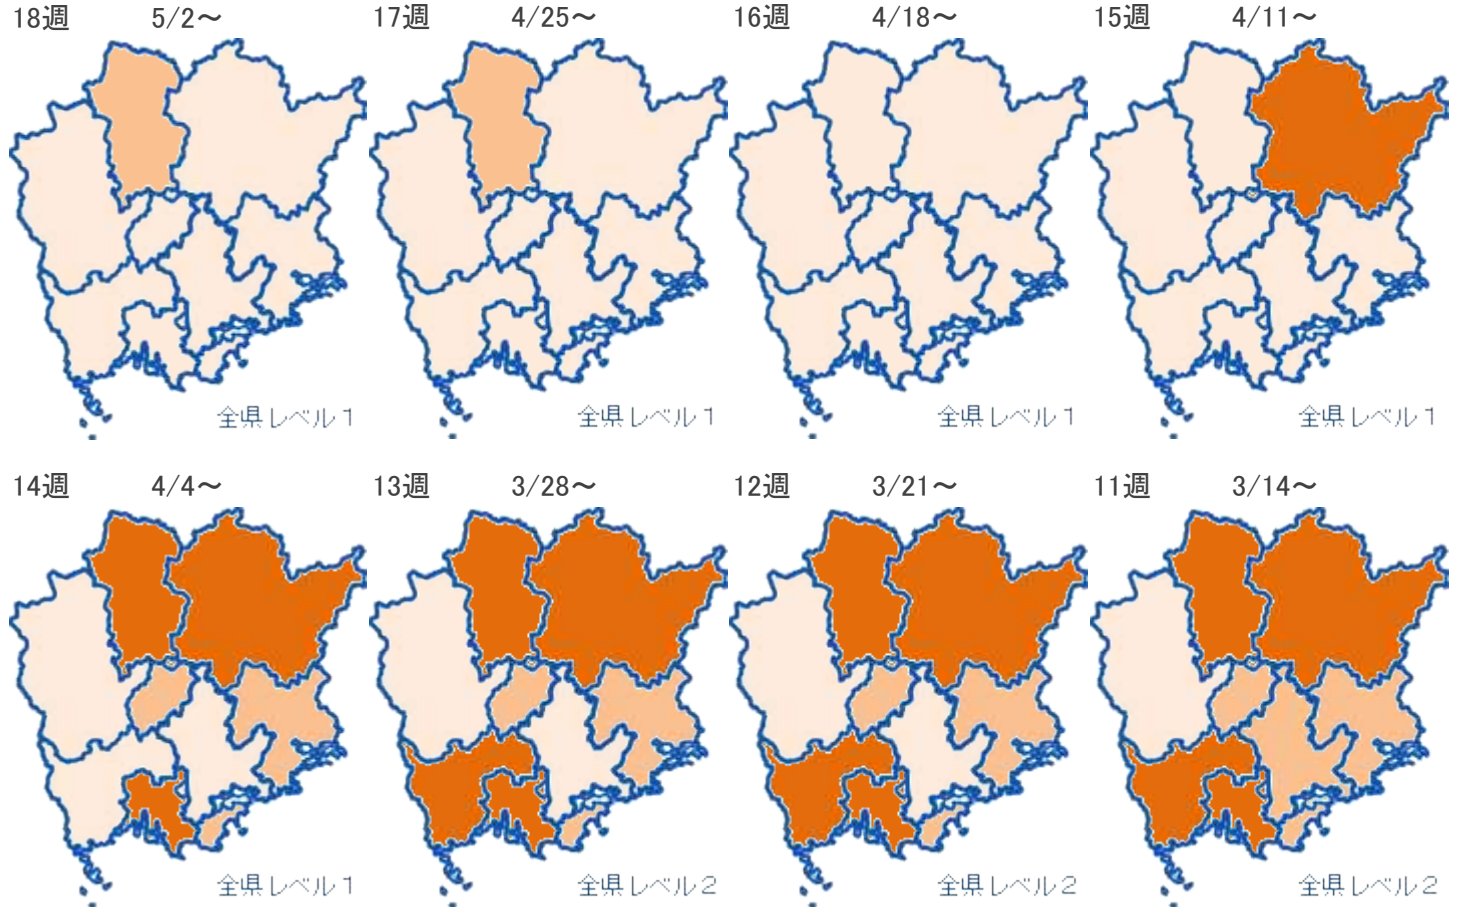 18週 5/2～
17週 4/25～
16週 4/18～
15週 4/11～
全県レベル1
全県レベル1
全県レベル1
全県レベル1
14週 4/4～
13週 3/28～
12週 3/21～
11週 3/14～
全県レベル1
全県レベル2
全県レベル2
全県レベル2